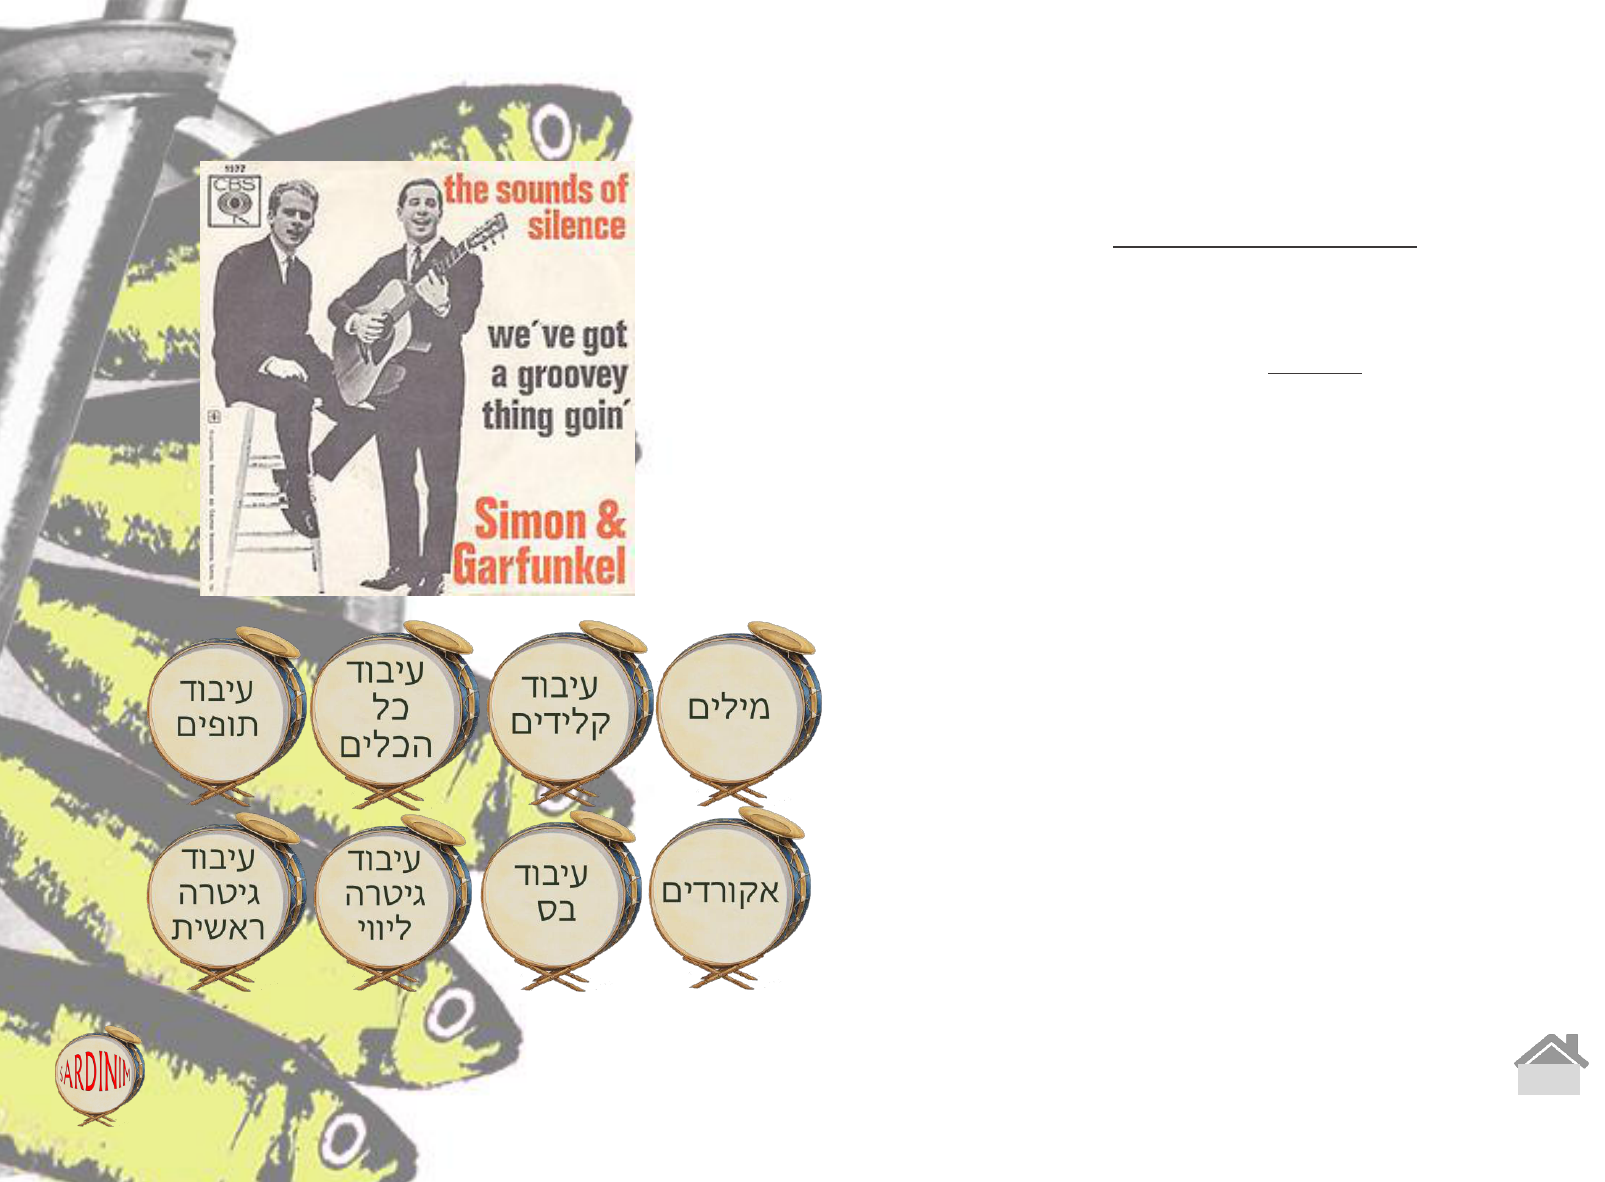 1977
CBS
the sounds of
silence
we´ve got
a groovey
thing goin´
Simon &
Garfunkel
מילים
עיבוד
קלידים
עיבוד
כל
הכלים
עיבוד
תופים
אקורדים
עיבוד
בס
עיבוד
גיטרה
ליווי
עיבוד
גיטרה
ראשית
SARDINIM